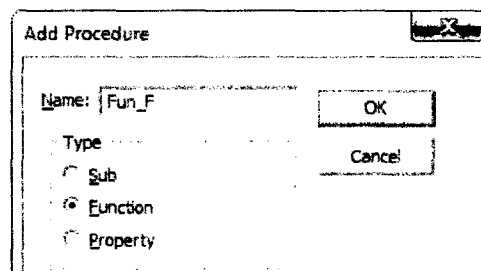 Add Procedure
Name: Fun_F
OK
Type
Cancel
Sub
Function
Property